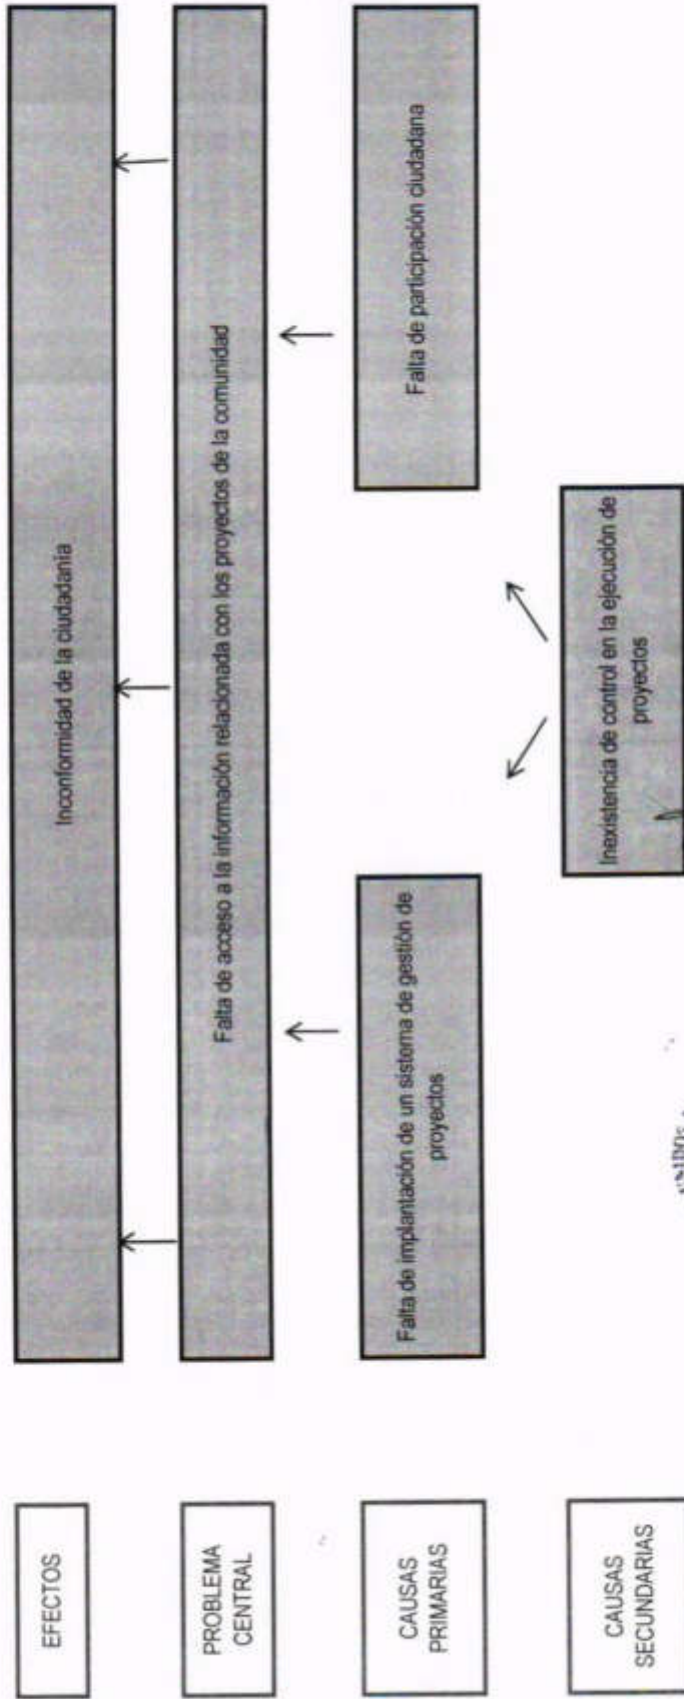 EFECTOS
Inconformidad de la ciudadanía
PROBLEMA
CENTRAL
Falta de acceso a la información relacionada con los proyectos de la comunidad
CAUSAS
PRIMARIAS
Falta de implantación de un sistema de gestión de
proyectos
Falta de participación ciudadana
CAUSAS
SECUNDARIAS
Inexistencia de control en la ejecución de
proyectos